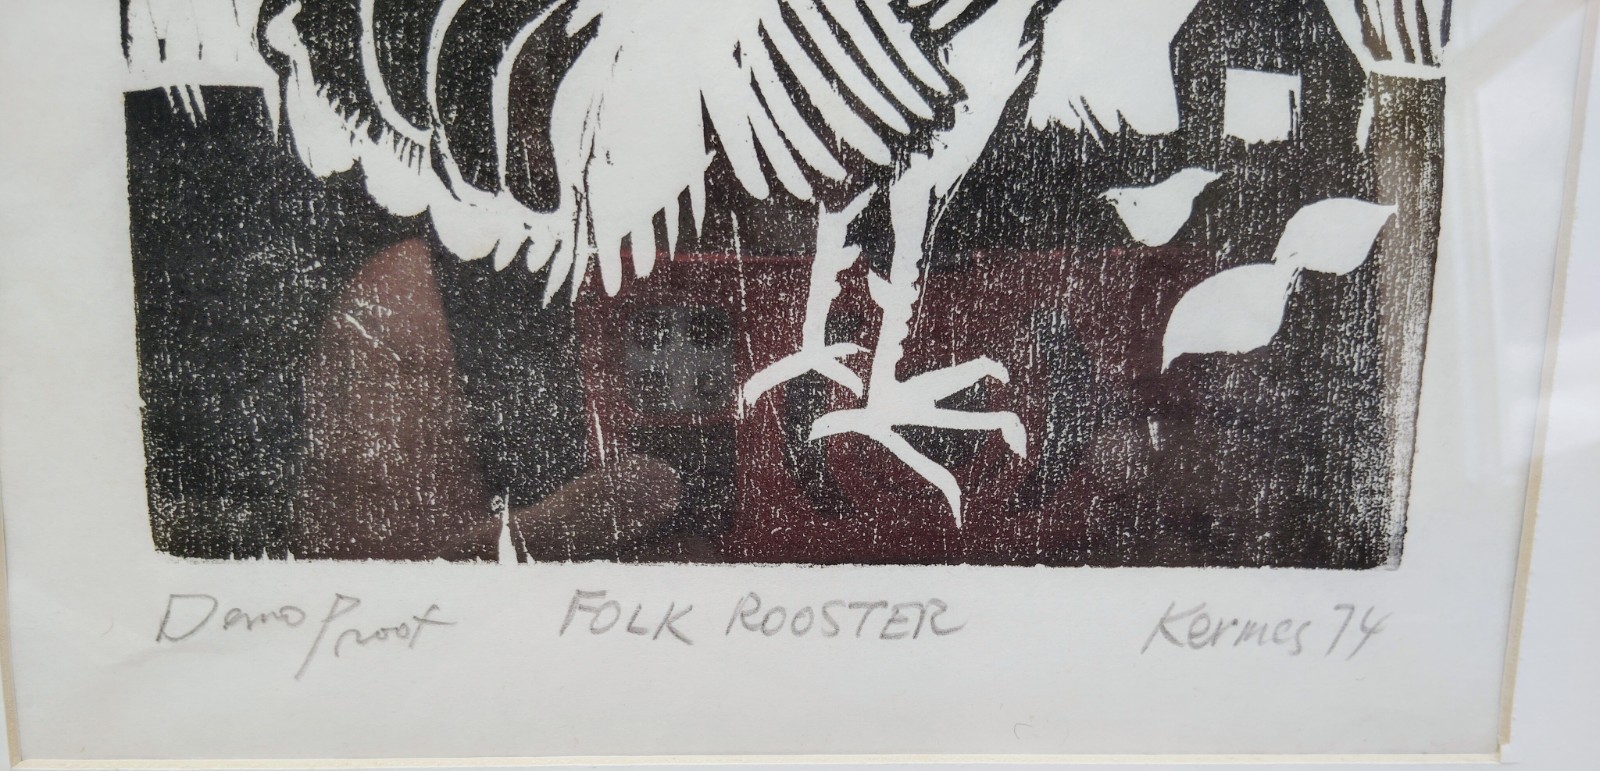 Demo Proof FOLK ROOSTER Kermes 74